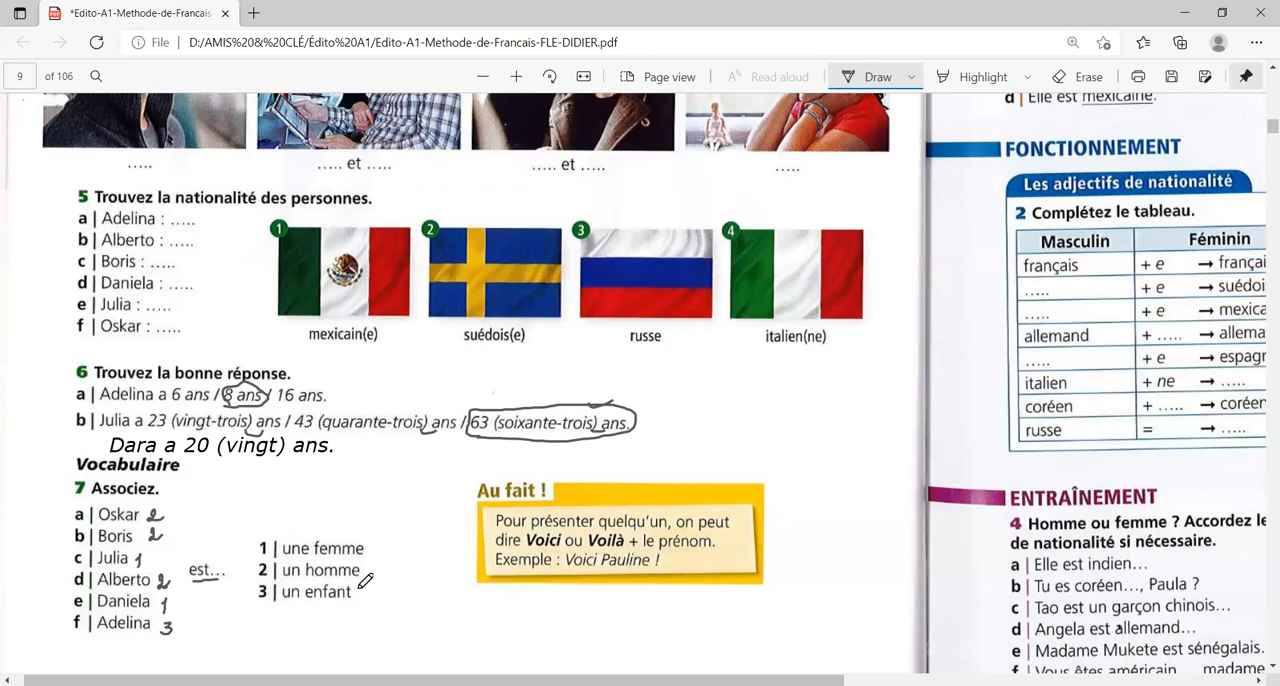 *Edito-A1-Methode-de-Francais
File D:/AMIS%20&%20CLÉ/Édito%20A1/Edito-A1-Methode-de-Francais-FLE-DIDIER.pdf
9 of 106 Page view Read aloud Draw Highlight Erase
..... ..... et ..... ..... et ..... .....
5 Trouvez la nationalité des personnes.
a | Adelina : .....
b | Alberto : .....
c | Boris : .....
d | Daniela : .....
e | Julia : .....
f | Oskar : .....
1 2 3 4
mexicain(e) suédois(e) russe italien(ne)
6 Trouvez la bonne réponse.
a | Adelina a 6 ans / 8 ans / 16 ans.
b | Julia a 23 (vingt-trois) ans / 43 (quarante-trois) ans / 63 (soixante-trois) ans.
Dara a 20 (vingt) ans.
Vocabulaire
7 Associez.
a | Oskar 2
b | Boris 2
c | Julia 1
d | Alberto 2
e | Daniela 1
f | Adelina 3
est...
1 | une femme
2 | un homme
3 | un enfant
Au fait !
Pour présenter quelqu'un, on peut
dire Voici ou Voilà + le prénom.
Exemple : Voici Pauline !
d | Elle est mexicaine.
FONCTIONNEMENT
Les adjectifs de nationalité
2 Complétez le tableau.
Masculin Féminin
français + e → françai
..... + e → suédoi
..... + e → mexica
allemand + ..... → allema
..... + e → espagn
italien + ne → .....
coréen + ..... → coréen
russe = → .....
ENTRAÎNEMENT
4 Homme ou femme ? Accordez le
de nationalité si nécessaire.
a | Elle est indien...
b | Tu es coréen..., Paula ?
c | Tao est un garçon chinois...
d | Angela est allemand...
e | Madame Mukete est sénégalais.
f | Vous êtes américain... madame